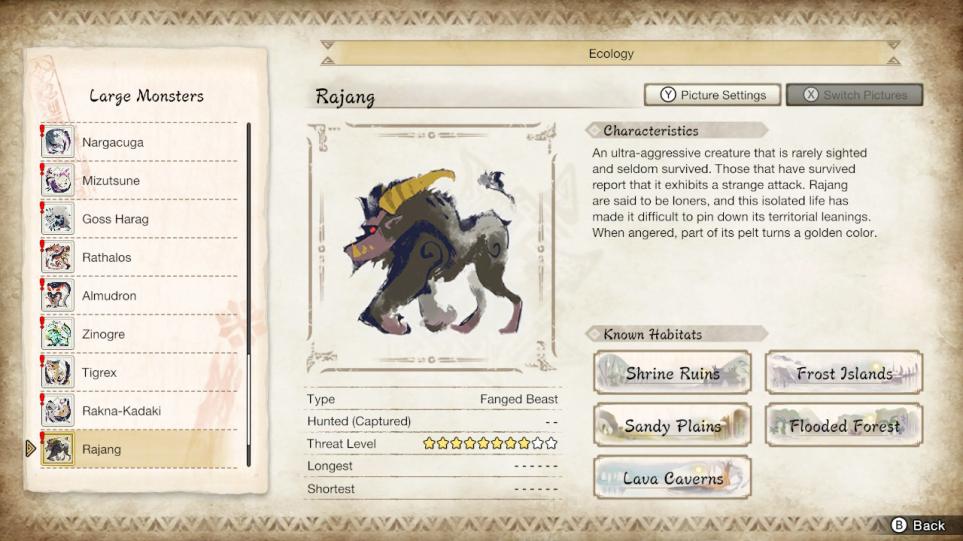 Ecology
Large Monsters
Nargacuga
Mizutsune
Goss Harag
Rathalos
Almudron
Zinogre
Tigrex
Rakna-Kadaki
Rajang
Rajang
Y Picture Settings
X Switch Pictures
Type Fanged Beast
Hunted (Captured) - -
Threat Level
Longest - - - - - -
Shortest - - - - - -
Characteristics
An ultra-aggressive creature that is rarely sighted
and seldom survived. Those that have survived
report that it exhibits a strange attack. Rajang
are said to be loners, and this isolated life has
made it difficult to pin down its territorial leanings.
When angered, part of its pelt turns a golden color.
Known Habitats
Shrine Ruins
Frost Islands
Sandy Plains
Flooded Forest
Lava Caverns
B Back